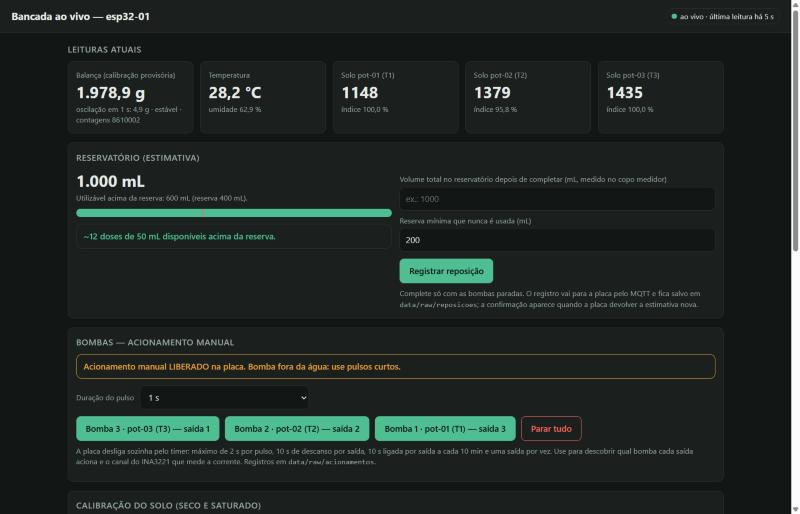 Bancada ao vivo — esp32-01
ao vivo · última leitura há 5 s
LEITURAS ATUAIS
Balança (calibração provisória)
1.978,9 g
oscilação em 1 s: 4,9 g · estável ·
contagens 8610002
Temperatura
28,2 °C
umidade 62,9 %
Solo pot-01 (T1)
1148
índice 100,0 %
Solo pot-02 (T2)
1379
índice 95,8 %
Solo pot-03 (T3)
1435
índice 100,0 %
RESERVATÓRIO (ESTIMATIVA)
1.000 mL
Utilizável acima da reserva: 600 mL (reserva 400 mL).
~12 doses de 50 mL disponíveis acima da reserva.
Volume total no reservatório depois de completar (mL, medido no copo medidor)
ex.: 1000
Reserva mínima que nunca é usada (mL)
200
Registrar reposição
Complete só com as bombas paradas. O registro vai para a placa pelo MQTT e fica salvo em
data/raw/reposicoes; a confirmação aparece quando a placa devolver a estimativa nova.
BOMBAS — ACIONAMENTO MANUAL
Acionamento manual LIBERADO na placa. Bomba fora da água: use pulsos curtos.
Duração do pulso
1 s
Bomba 3 · pot-03 (T3) — saída 1
Bomba 2 · pot-02 (T2) — saída 2
Bomba 1 · pot-01 (T1) — saída 3
Parar tudo
A placa desliga sozinha pelo timer: máximo de 2 s por pulso, 10 s de descanso por saída, 10 s ligada por saída a cada 10 min e uma saída por vez. Use para descobrir qual bomba cada saída
aciona e o canal do INA3221 que mede a corrente. Registros em data/raw/acionamentos.
CALIBRAÇÃO DO SOLO (SECO E SATURADO)